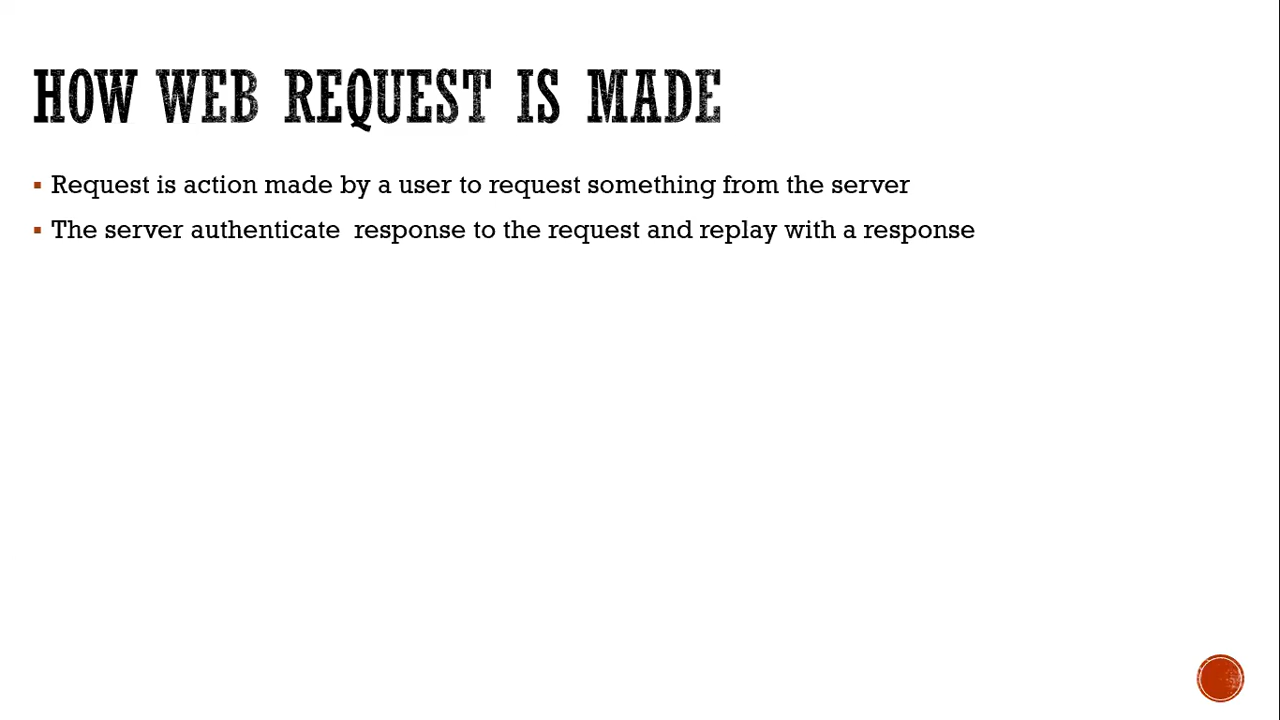 HOW WEB REQUEST IS MADE
▪ Request is action made by a user to request something from the server
▪ The server authenticate  response to the request and replay with a response